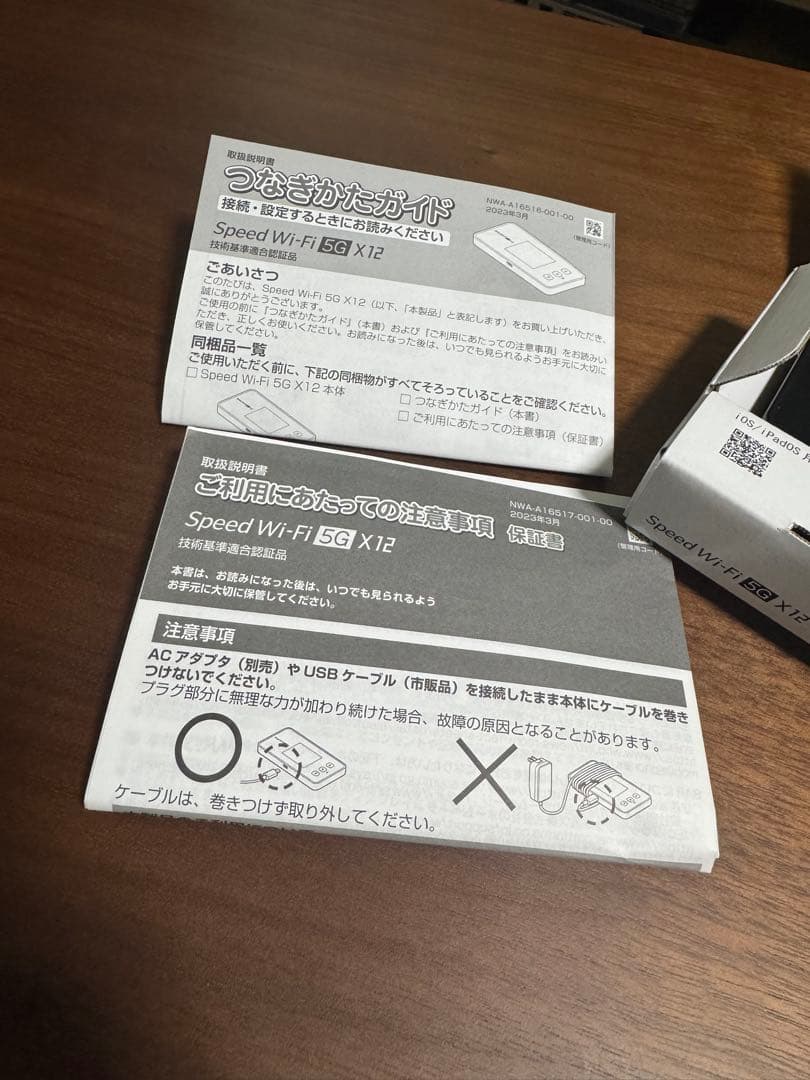 取扱説明書
つなぎかたガイド
接続・設定するときにお読みください
Speed Wi-Fi 5G X12
技術基準適合認証品
NWA-A16516-001-00
2023年3月
(管理用コード)
ごあいさつ
このたびは、Speed Wi-Fi 5G X12（以下、「本製品」と表記します）をお買い上げいただき、
誠にありがとうございます。
ご使用の前に『つなぎかたガイド』（本書）および『ご利用にあたっての注意事項』をお読みい
ただき、正しくお使いください。お読みになった後は、いつでも見られるようお手元に大切に
保管してください。
同梱品一覧
ご使用いただく前に、下記の同梱物がすべてそろっていることをご確認ください。
□ Speed Wi-Fi 5G X12 本体
□ つなぎかたガイド（本書）
□ ご利用にあたっての注意事項（保証書）
取扱説明書
ご利用にあたっての注意事項 保証書
Speed Wi-Fi 5G X12
技術基準適合認証品
NWA-A16517-001-00
2023年3月
(管理用コード)
本書は、お読みになった後は、いつでも見られるよう
お手元に大切に保管してください。
注意事項
AC アダプタ（別売）や USB ケーブル（市販品）を接続したまま本体にケーブルを巻き
つけないでください。
プラグ部分に無理な力が加わり続けた場合、故障の原因となることがあります。
ケーブルは、巻きつけず取り外してください。
iOS/iPadOS 用
Speed Wi-Fi 5G X12